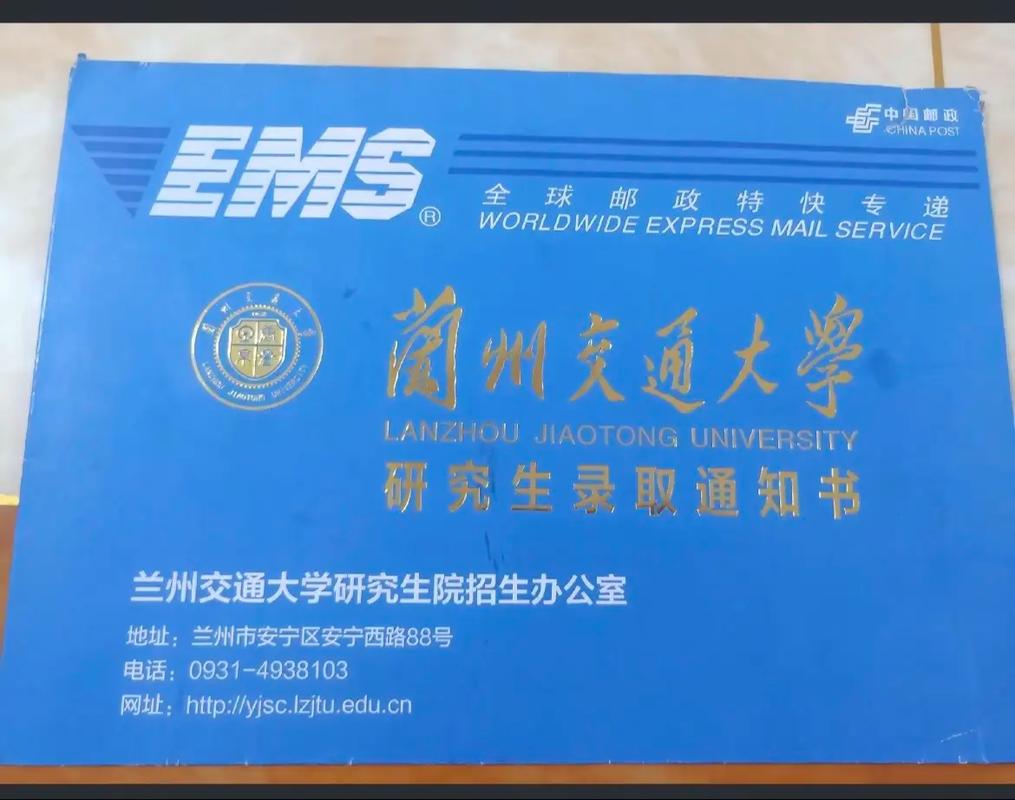 中国邮政
CHINA POST
EMS®
全球邮政特快专递
WORLDWIDE EXPRESS MAIL SERVICE
蘭州交通大學
LANZHOU JIAOTONG UNIVERSITY
LANZHOU JIAOTONG UNIVERSITY
研究生录取通知书
兰州交通大学研究生院招生办公室
地址：兰州市安宁区安宁西路88号
电话：0931-4938103
网址：http://yjsc.lzjtu.edu.cn